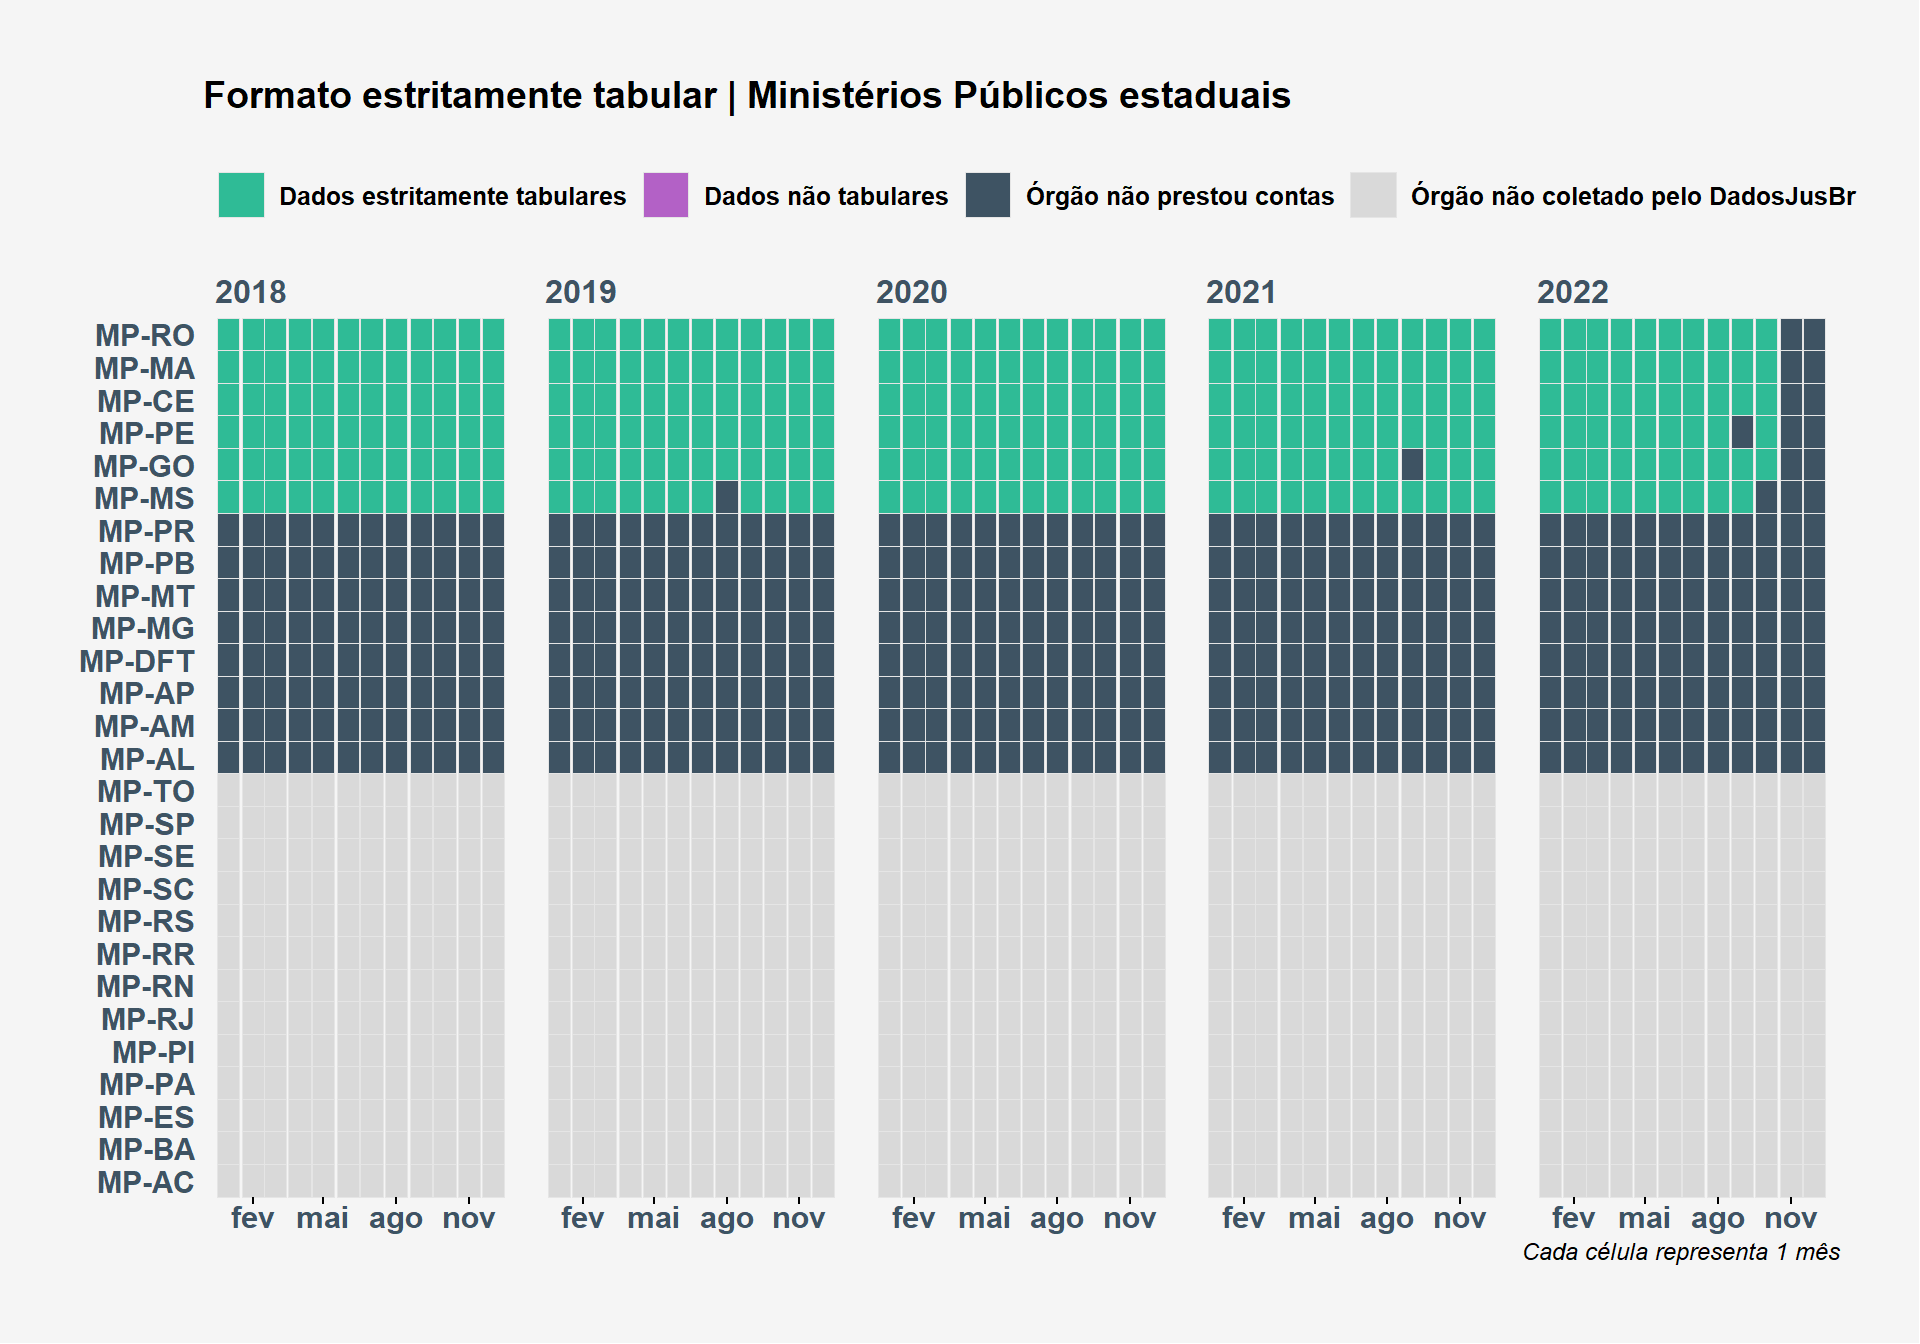 Formato estritamente tabular | Ministérios Públicos estaduais
Dados estritamente tabulares Dados não tabulares Órgão não prestou contas Órgão não coletado pelo DadosJusBr
2018 2019 2020 2021 2022
MP-RO
MP-MA
MP-CE
MP-PE
MP-GO
MP-MS
MP-PR
MP-PB
MP-MT
MP-MG
MP-DFT
MP-AP
MP-AM
MP-AL
MP-TO
MP-SP
MP-SE
MP-SC
MP-RS
MP-RR
MP-RN
MP-RJ
MP-PI
MP-PA
MP-ES
MP-BA
MP-AC
fev mai ago nov fev mai ago nov fev mai ago nov fev mai ago nov fev mai ago nov
Cada célula representa 1 mês